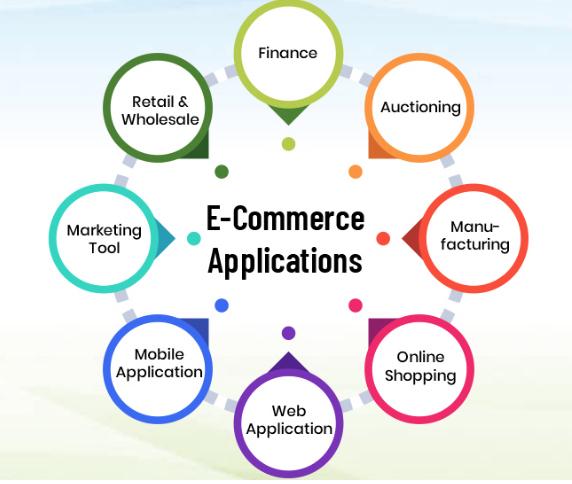 Finance
Auctioning
Manu-
facturing
Online
Shopping
Web
Application
Mobile
Application
Marketing
Tool
Retail &
Wholesale
E-Commerce
Applications